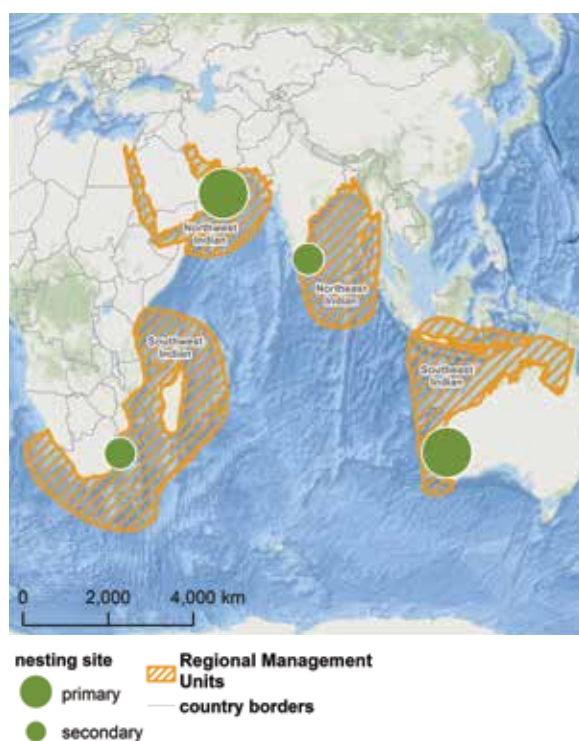 Northwest
Indian
Northeast
Indian
Southwest
Indian
Southeast
Indian
0 2,000 4,000 km
nesting site
primary
secondary
Regional Management
Units
country borders